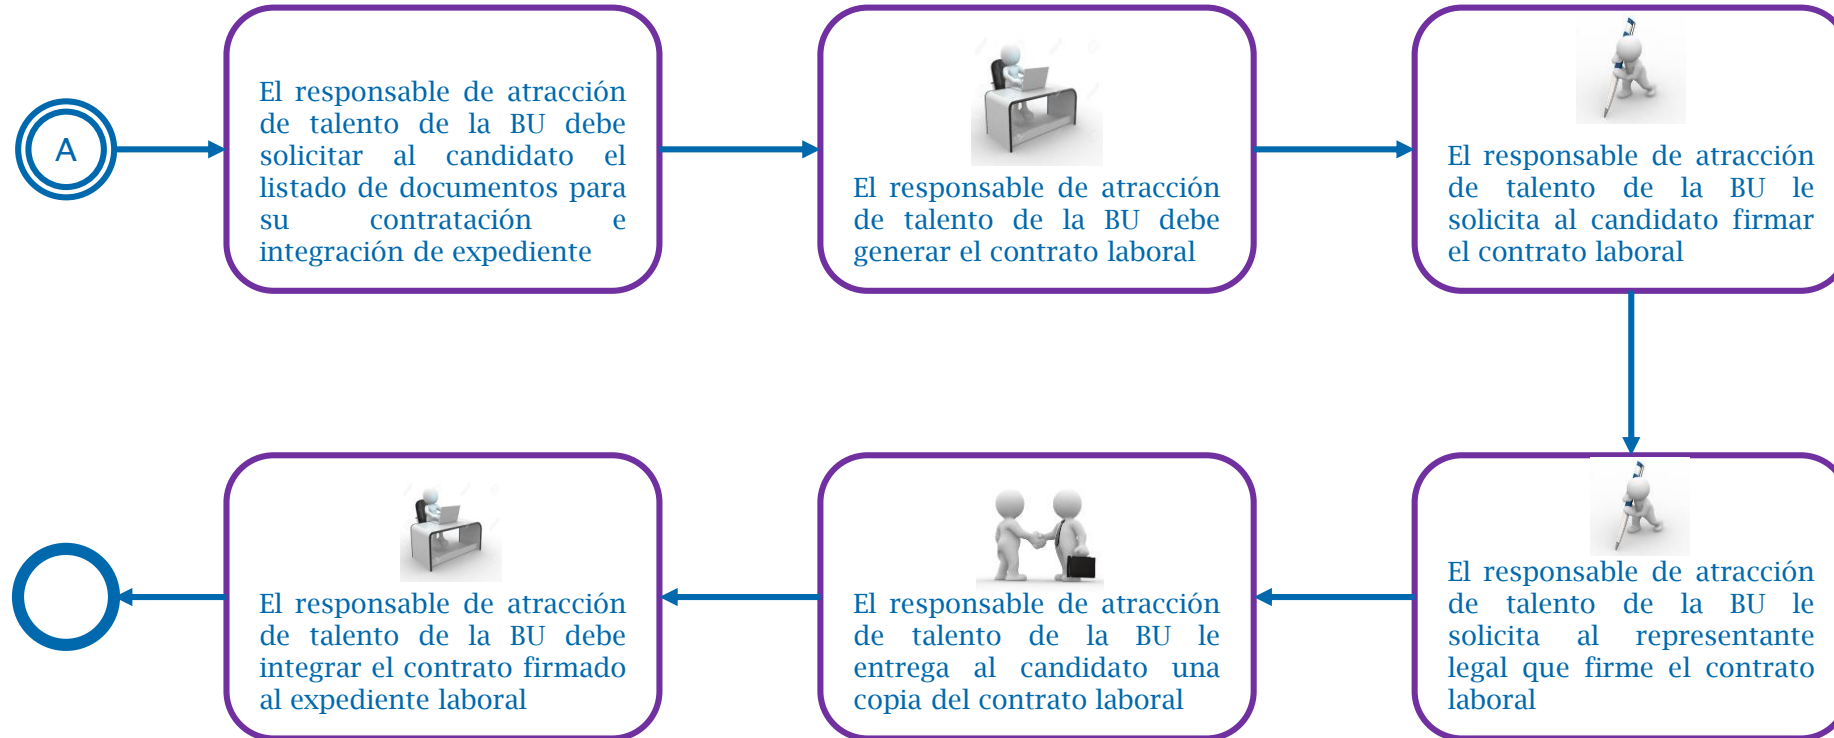 A
El responsable de atracción
de talento de la BU debe
solicitar al candidato el
listado de documentos para
su contratación e
integración de expediente
El responsable de atracción
de talento de la BU debe
generar el contrato laboral
El responsable de atracción
de talento de la BU le
solicita al candidato firmar
el contrato laboral
El responsable de atracción
de talento de la BU le
solicita al representante
legal que firme el contrato
laboral
El responsable de atracción
de talento de la BU le
entrega al candidato una
copia del contrato laboral
El responsable de atracción
de talento de la BU debe
integrar el contrato firmado
al expediente laboral